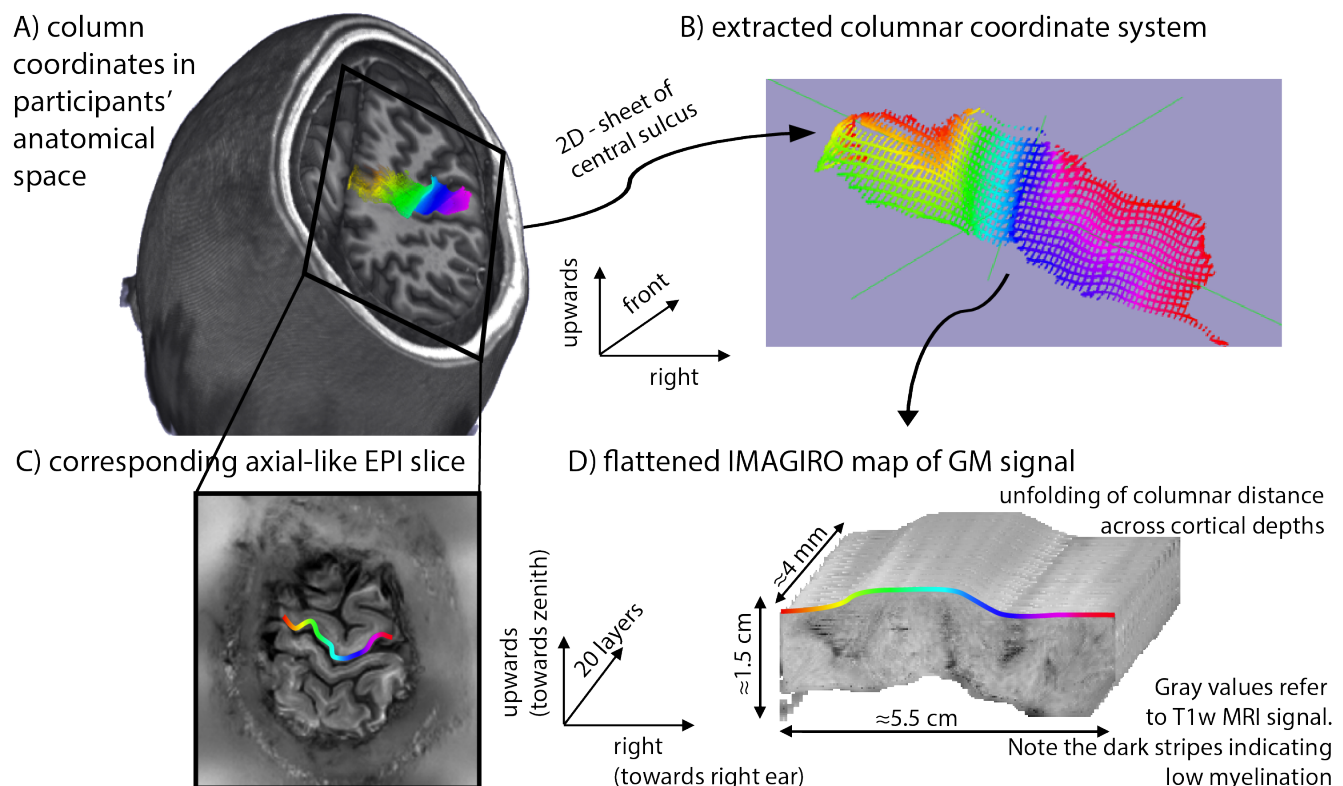 A) column
coordinates in
participants’
anatomical
space
B) extracted columnar coordinate system
2D - sheet of
central sulcus
upwards
front
right
C) corresponding axial-like EPI slice
D) flattened IMAGIRO map of GM signal
unfolding of columnar distance
across cortical depths
≈4 mm
≈1.5 cm
≈5.5 cm
upwards
(towards zenith)
20 layers
right
(towards right ear)
Gray values refer
to T1w MRI signal.
Note the dark stripes indicating
low myelination